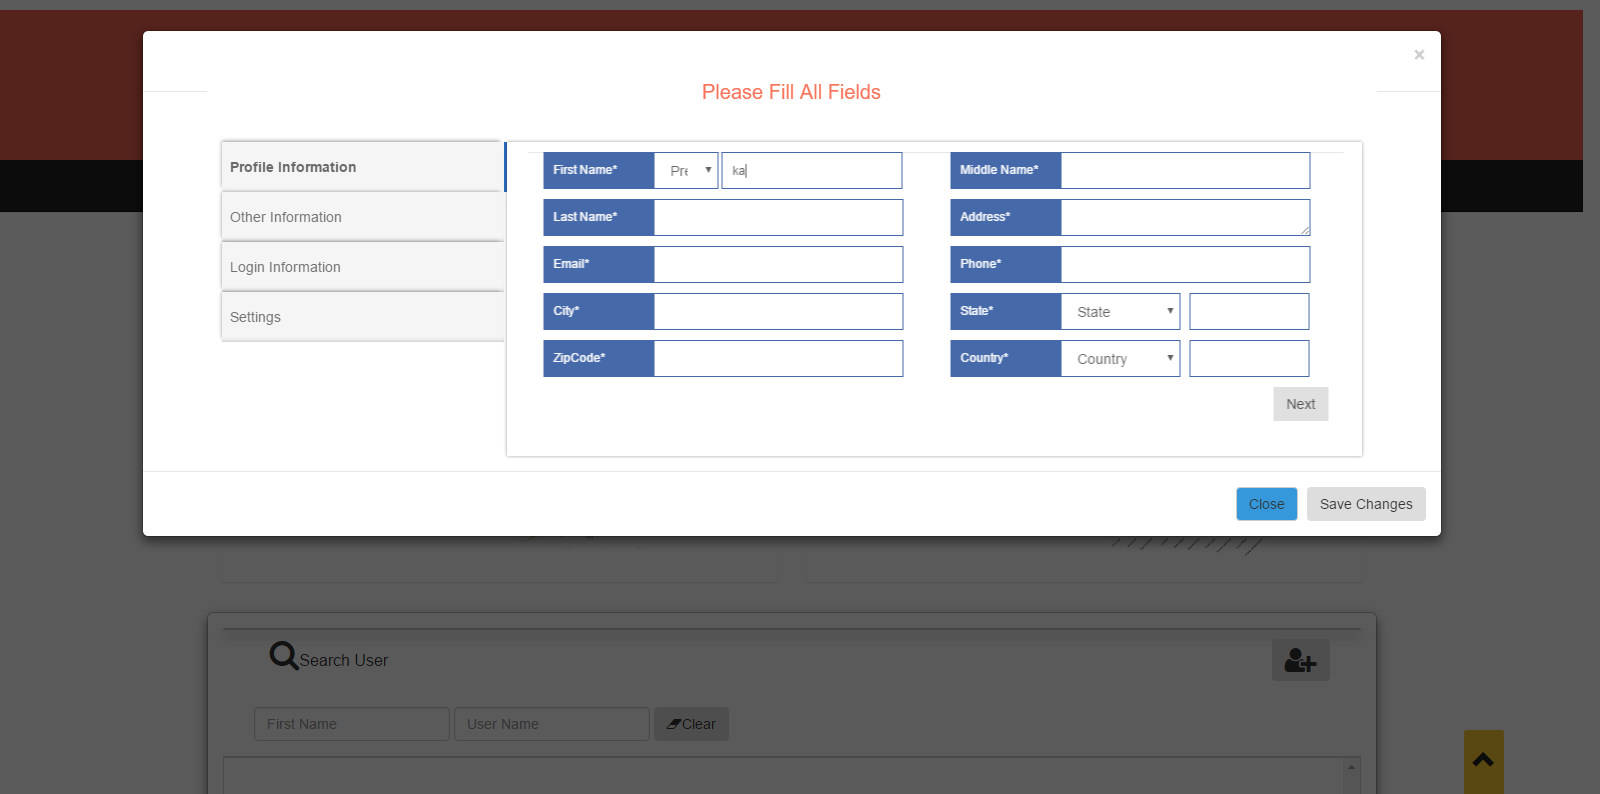 ×
Please Fill All Fields
Profile Information
Other Information
Login Information
Settings
First Name* Pre ka Middle Name*
Last Name* Address*
Email* Phone*
City* State* State
ZipCode* Country* Country
Next
Close Save Changes
Search User
First Name User Name Clear